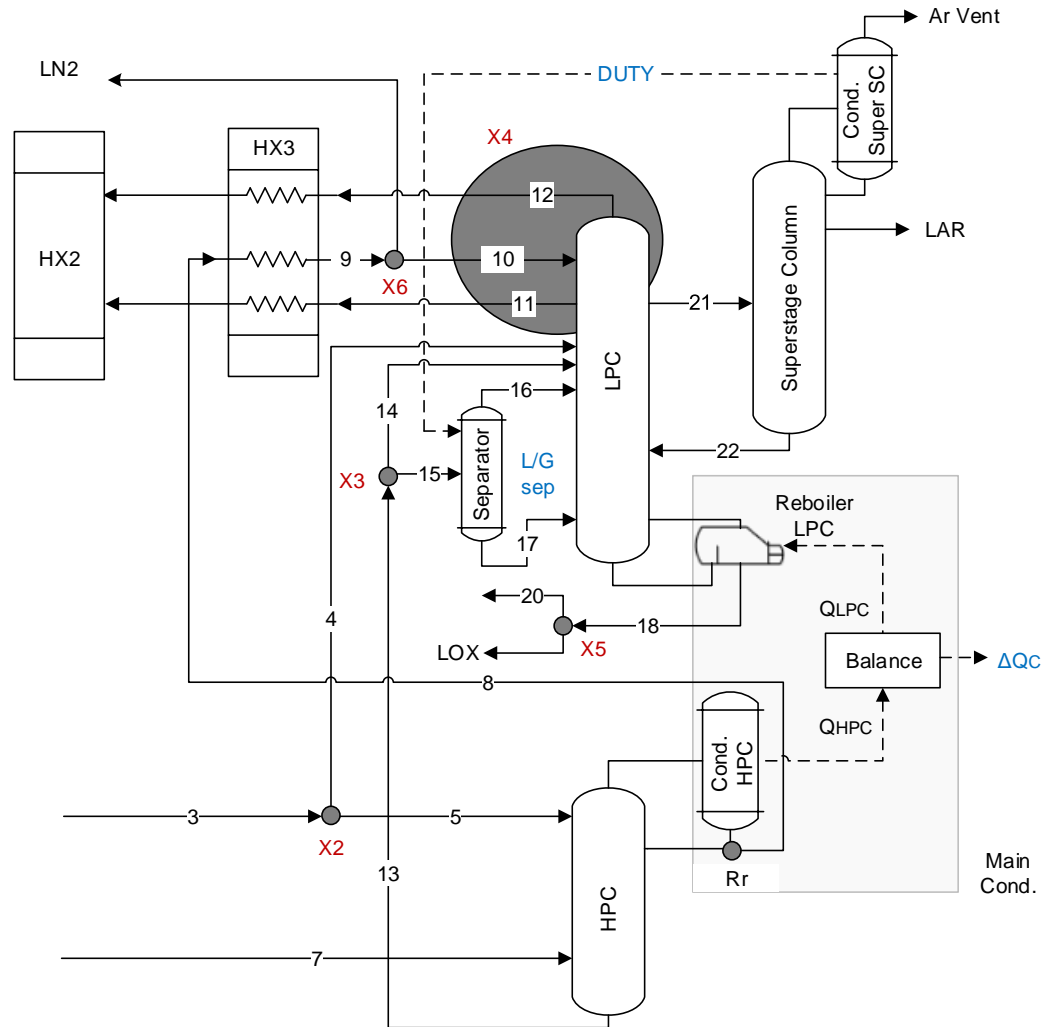 Ar Vent
LN2
DUTY
Cond.
Super SC
X4
HX3
12
HX2
9
10
X6
11
21
LAR
Superstage Column
LPC
14
16
X3
15
Separator
L/G
sep
22
Reboiler
LPC
17
20
4
18
QLPC
LOX
X5
Balance
ΔQc
8
QHPC
Cond.
HPC
3
5
X2
13
Rr
Main
Cond.
HPC
7